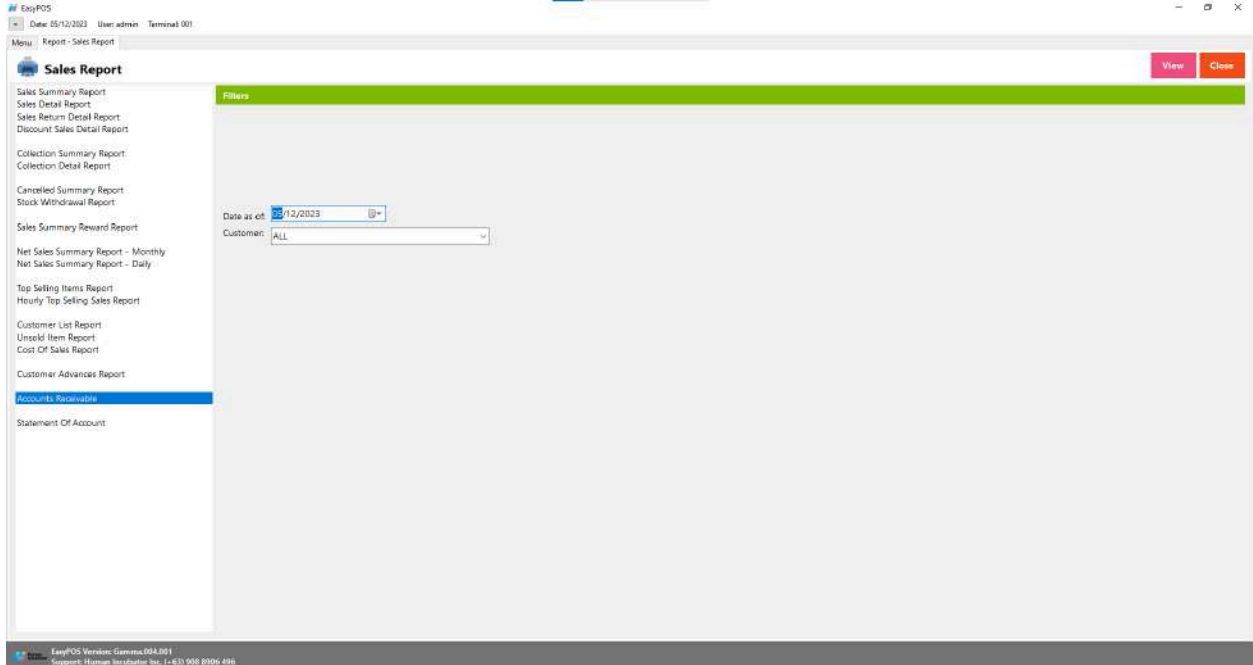 EasyPOS
Date: 05/12/2023 User: admin Terminal: 001
Menu Report - Sales Report
Sales Report
View Close
Sales Summary Report
Sales Detail Report
Sales Return Detail Report
Discount Sales Detail Report
Collection Summary Report
Collection Detail Report
Cancelled Summary Report
Stock Withdrawal Report
Sales Summary Reward Report
Net Sales Summary Report - Monthly
Net Sales Summary Report - Daily
Top Selling Items Report
Hourly Top Selling Sales Report
Customer List Report
Unsold Item Report
Cost Of Sales Report
Customer Advances Report
Accounts Receivable
Statement Of Account
Filters
Date as of: 05/12/2023
Customer: ALL
EasyPOS Version: Gamma.004.001
Support: Human Incubator Inc. (+63) 908 8906 496